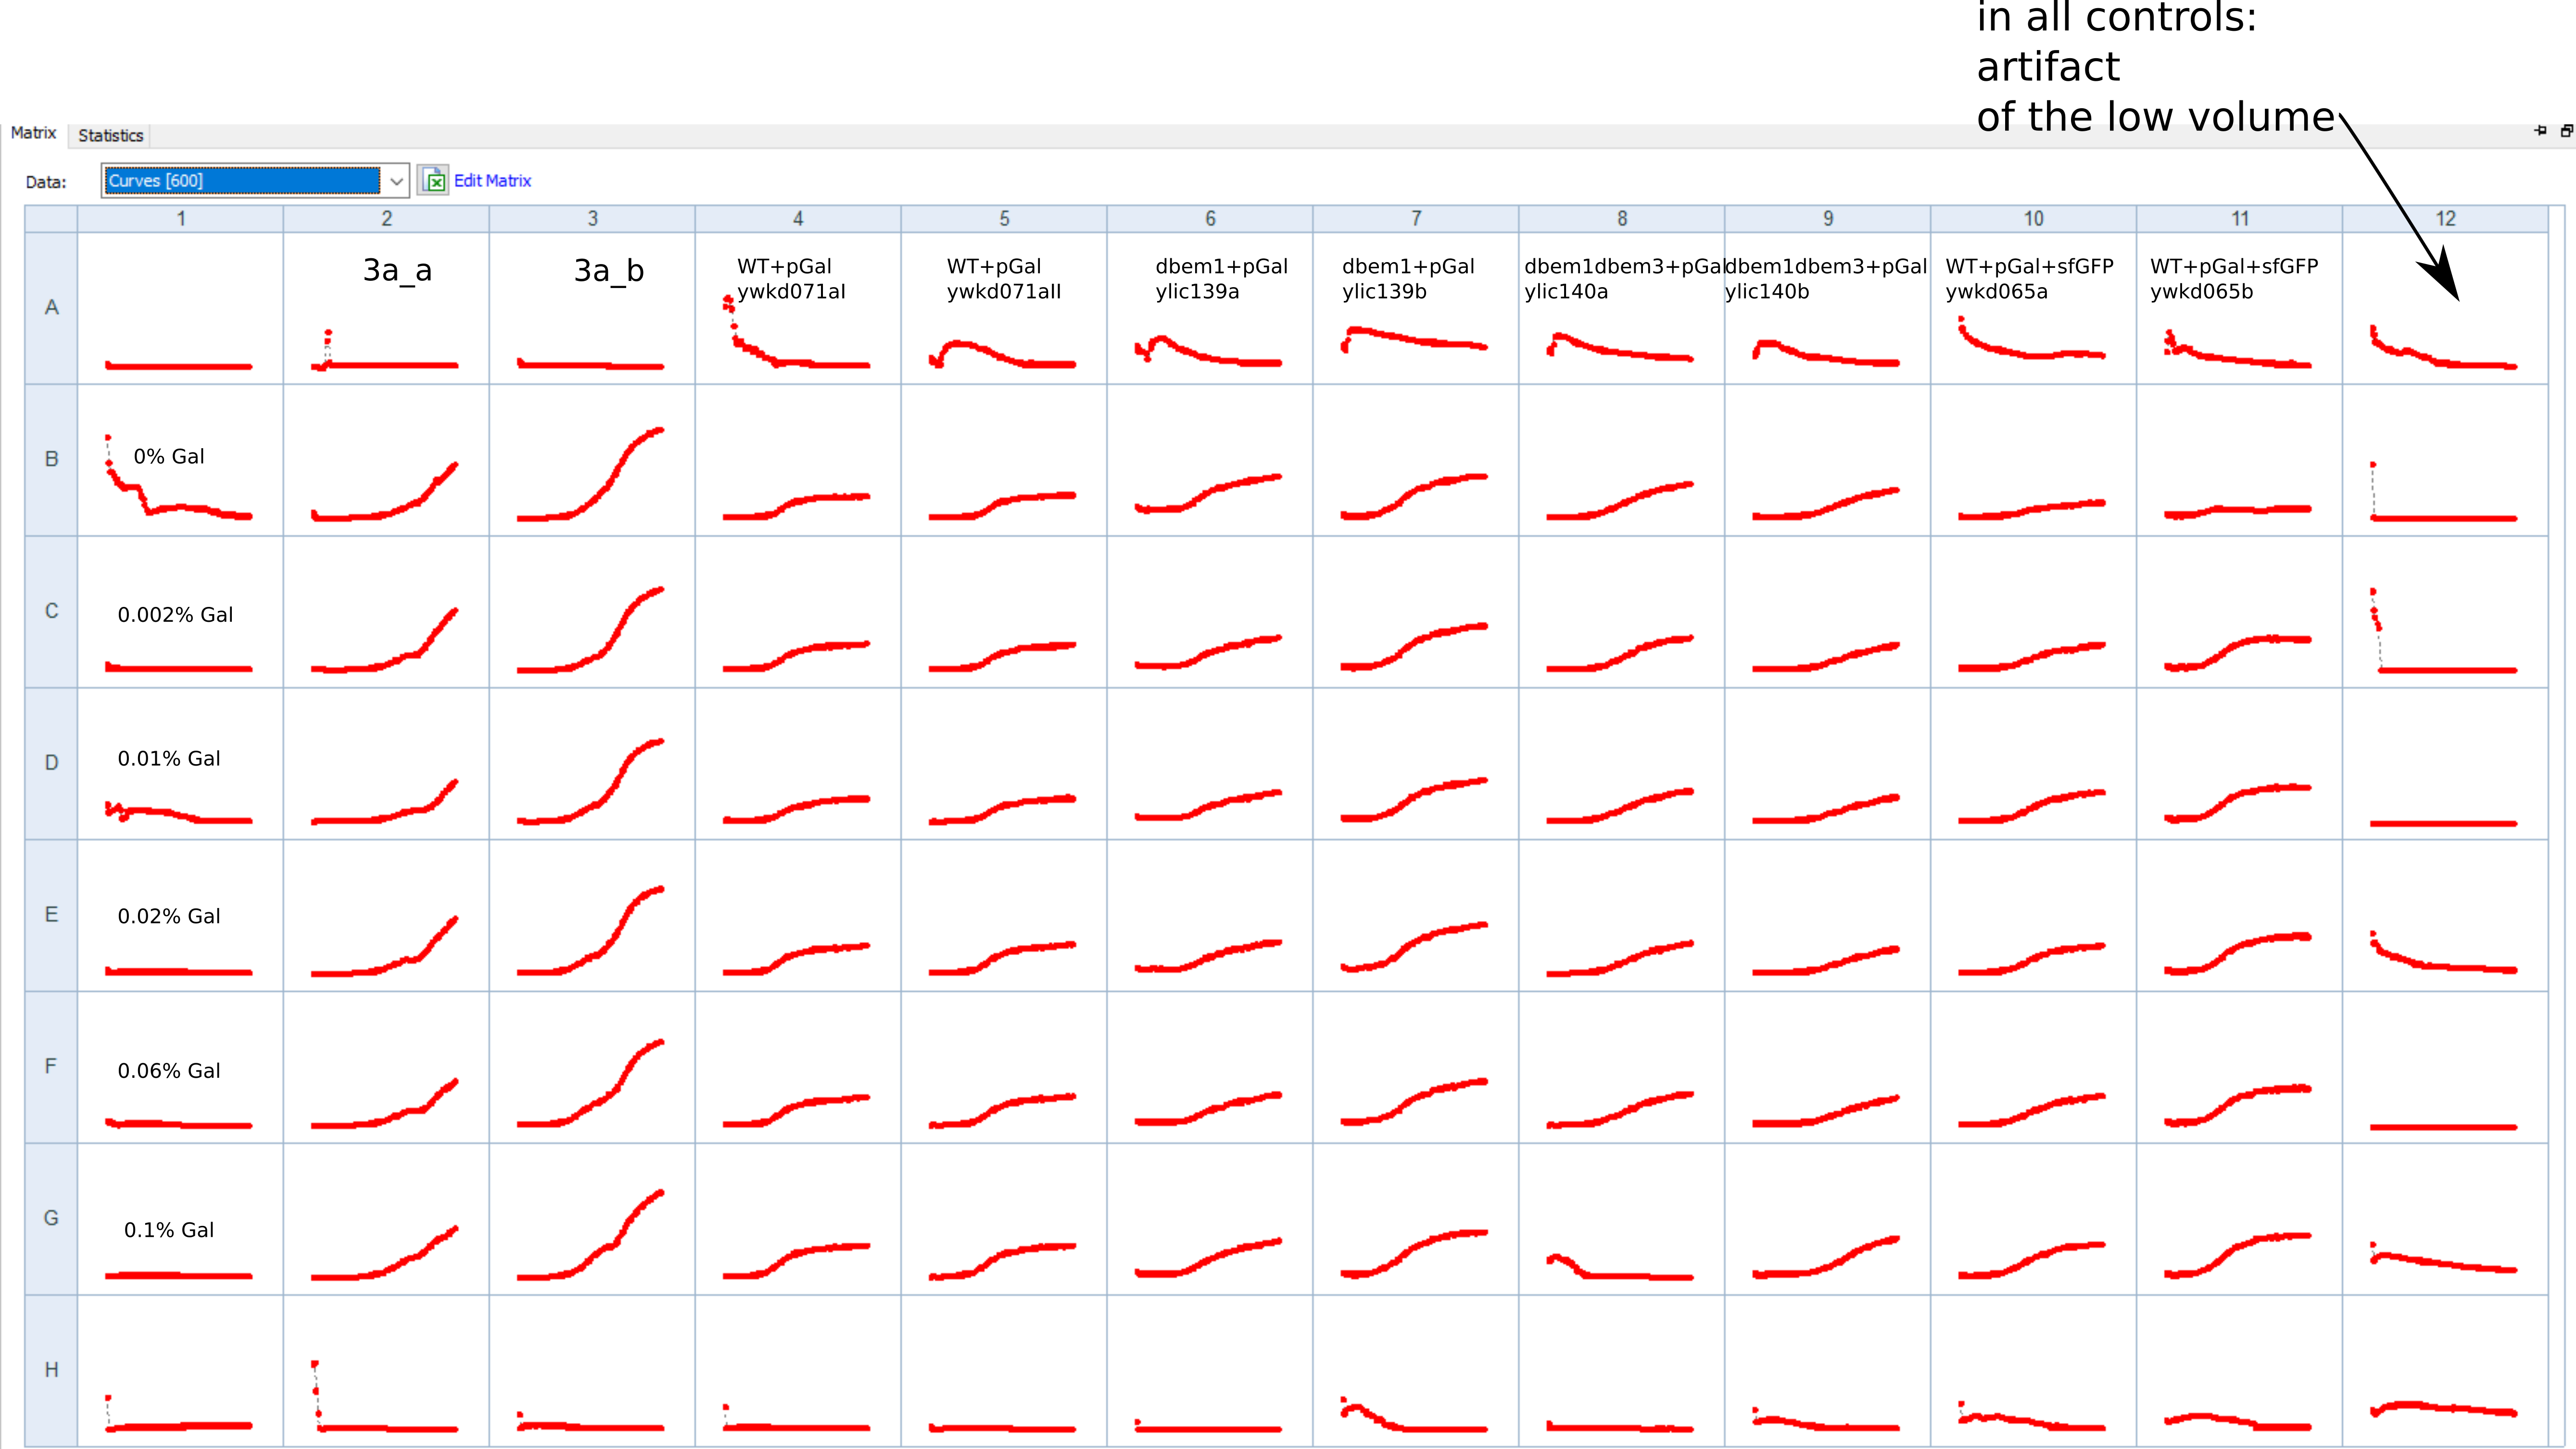 in all controls:
artifact
of the low volume
Matrix Statistics
Data: Curves [600] Edit Matrix
1 2 3 4 5 6 7 8 9 10 11 12
A
3a_a
3a_b
WT+pGal
ywkd071aI
WT+pGal
ywkd071aII
dbem1+pGal
ylic139a
dbem1+pGal
ylic139b
dbem1dbem3+pGal
ylic140a
dbem1dbem3+pGal
ylic140b
WT+pGal+sfGFP
ywkd065a
WT+pGal+sfGFP
ywkd065b
B 0% Gal
C 0.002% Gal
D 0.01% Gal
E 0.02% Gal
F 0.06% Gal
G 0.1% Gal
H